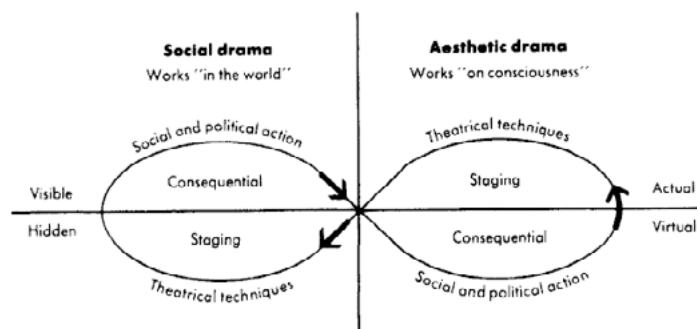 Social drama
Works "in the world"
Aesthetic drama
Works "on consciousness"
Social and political action
Theatrical techniques
Consequential
Staging
Visible
Actual
Hidden
Virtual
Staging
Consequential
Theatrical techniques
Social and political action